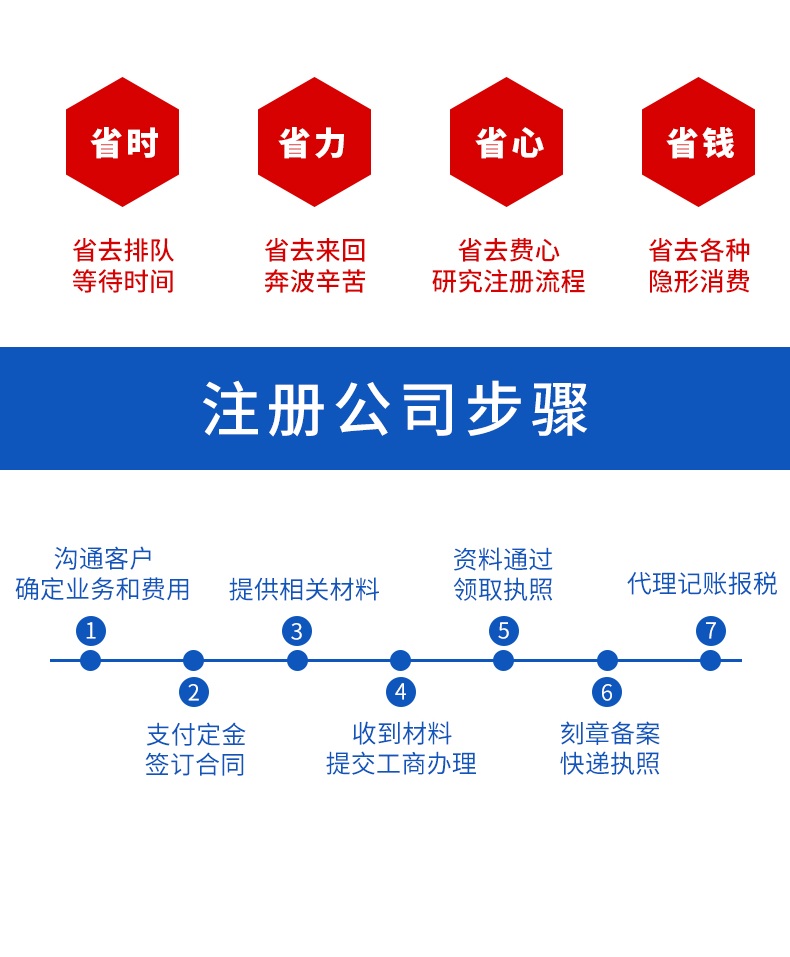 省时
省力
省心
省钱
省去排队
等待时间
省去来回
奔波辛苦
省去费心
研究注册流程
省去各种
隐形消费
注册公司步骤
沟通客户
确定业务和费用
1
支付定金
签订合同
2
提供相关材料
3
收到材料
提交工商办理
4
资料通过
领取执照
5
刻章备案
快递执照
6
代理记账报税
7